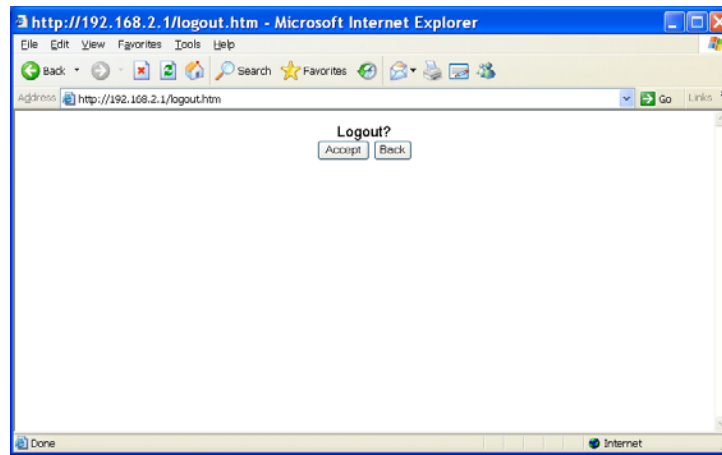 http://192.168.2.1/logout.htm - Microsoft Internet Explorer
File Edit View Favorites Tools Help
Back Search Favorites
Address http://192.168.2.1/logout.htm Go Links
Logout?
Accept Back
Done Internet